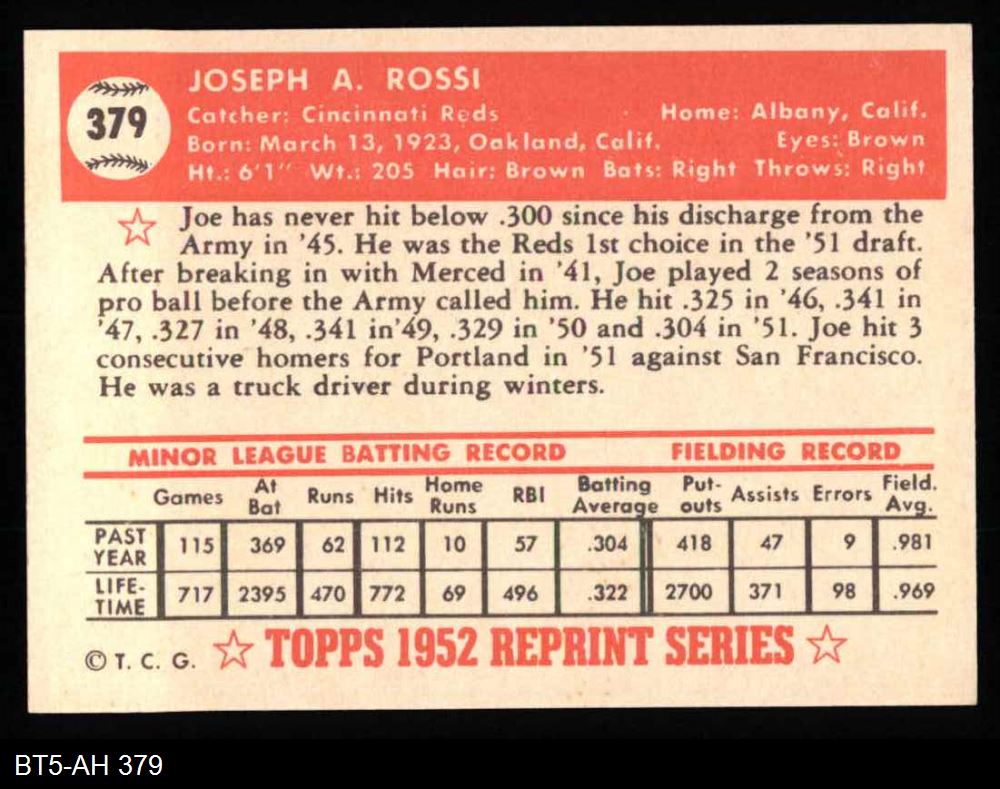 379
JOSEPH A. ROSSI
Catcher: Cincinnati Reds Home: Albany, Calif.
Born: March 13, 1923, Oakland, Calif. Eyes: Brown
Ht.: 6'1" Wt.: 205 Hair: Brown Bats: Right Throws: Right
Joe has never hit below .300 since his discharge from the
Army in '45. He was the Reds 1st choice in the '51 draft.
After breaking in with Merced in '41, Joe played 2 seasons of
pro ball before the Army called him. He hit .325 in '46, .341 in
'47, .327 in '48, .341 in'49, .329 in '50 and .304 in '51. Joe hit 3
consecutive homers for Portland in '51 against San Francisco.
He was a truck driver during winters.
MINOR LEAGUE BATTING RECORD FIELDING RECORD
Games At Bat Runs Hits Home Runs RBI Batting Average Put-outs Assists Errors Field. Avg.
PAST YEAR 115 369 62 112 10 57 .304 418 47 9 .981
LIFE-TIME 717 2395 470 772 69 496 .322 2700 371 98 .969
© T. C. G. TOPPS 1952 REPRINT SERIES
BT5-AH 379